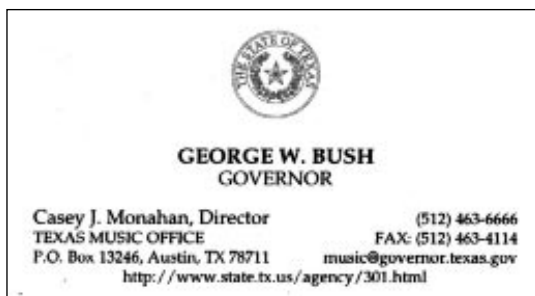 THE STATE OF TEXAS
GEORGE W. BUSH
GOVERNOR
Casey J. Monahan, Director
(512) 463-6666
TEXAS MUSIC OFFICE
FAX: (512) 463-4114
P.O. Box 13246, Austin, TX 78711
music@governor.texas.gov
http://www.state.tx.us/agency/301.html